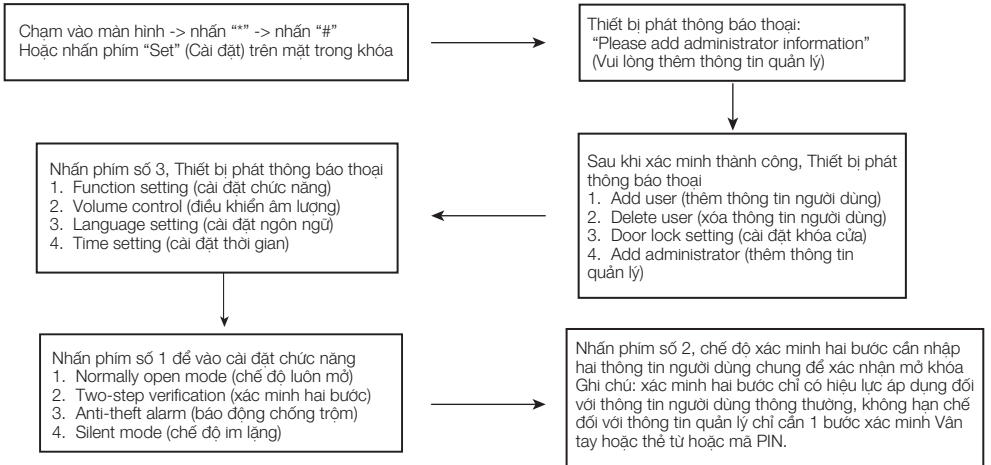 Chạm vào màn hình -> nhấn “*” -> nhấn “#”
Hoặc nhấn phím “Set” (Cài đặt) trên mặt trong khóa
Thiết bị phát thông báo thoại:
“Please add administrator information”
(Vui lòng thêm thông tin quản lý)
Sau khi xác minh thành công, Thiết bị phát
thông báo thoại
1. Add user (thêm thông tin người dùng)
2. Delete user (xóa thông tin người dùng)
3. Door lock setting (cài đặt khóa cửa)
4. Add administrator (thêm thông tin
quản lý)
Nhấn phím số 3, Thiết bị phát thông báo thoại
1. Function setting (cài đặt chức năng)
2. Volume control (điều khiển âm lượng)
3. Language setting (cài đặt ngôn ngữ)
4. Time setting (cài đặt thời gian)
Nhấn phím số 1 để vào cài đặt chức năng
1. Normally open mode (chế độ luôn mở)
2. Two-step verification (xác minh hai bước)
3. Anti-theft alarm (báo động chống trộm)
4. Silent mode (chế độ im lặng)
Nhấn phím số 2, chế độ xác minh hai bước cần nhập
hai thông tin người dùng chung để xác nhận mở khóa
Ghi chú: xác minh hai bước chỉ có hiệu lực áp dụng đối
với thông tin người dùng thông thường, không hạn chế
đối với thông tin quản lý chỉ cần 1 bước xác minh Vân
tay hoặc thẻ từ hoặc mã PIN.